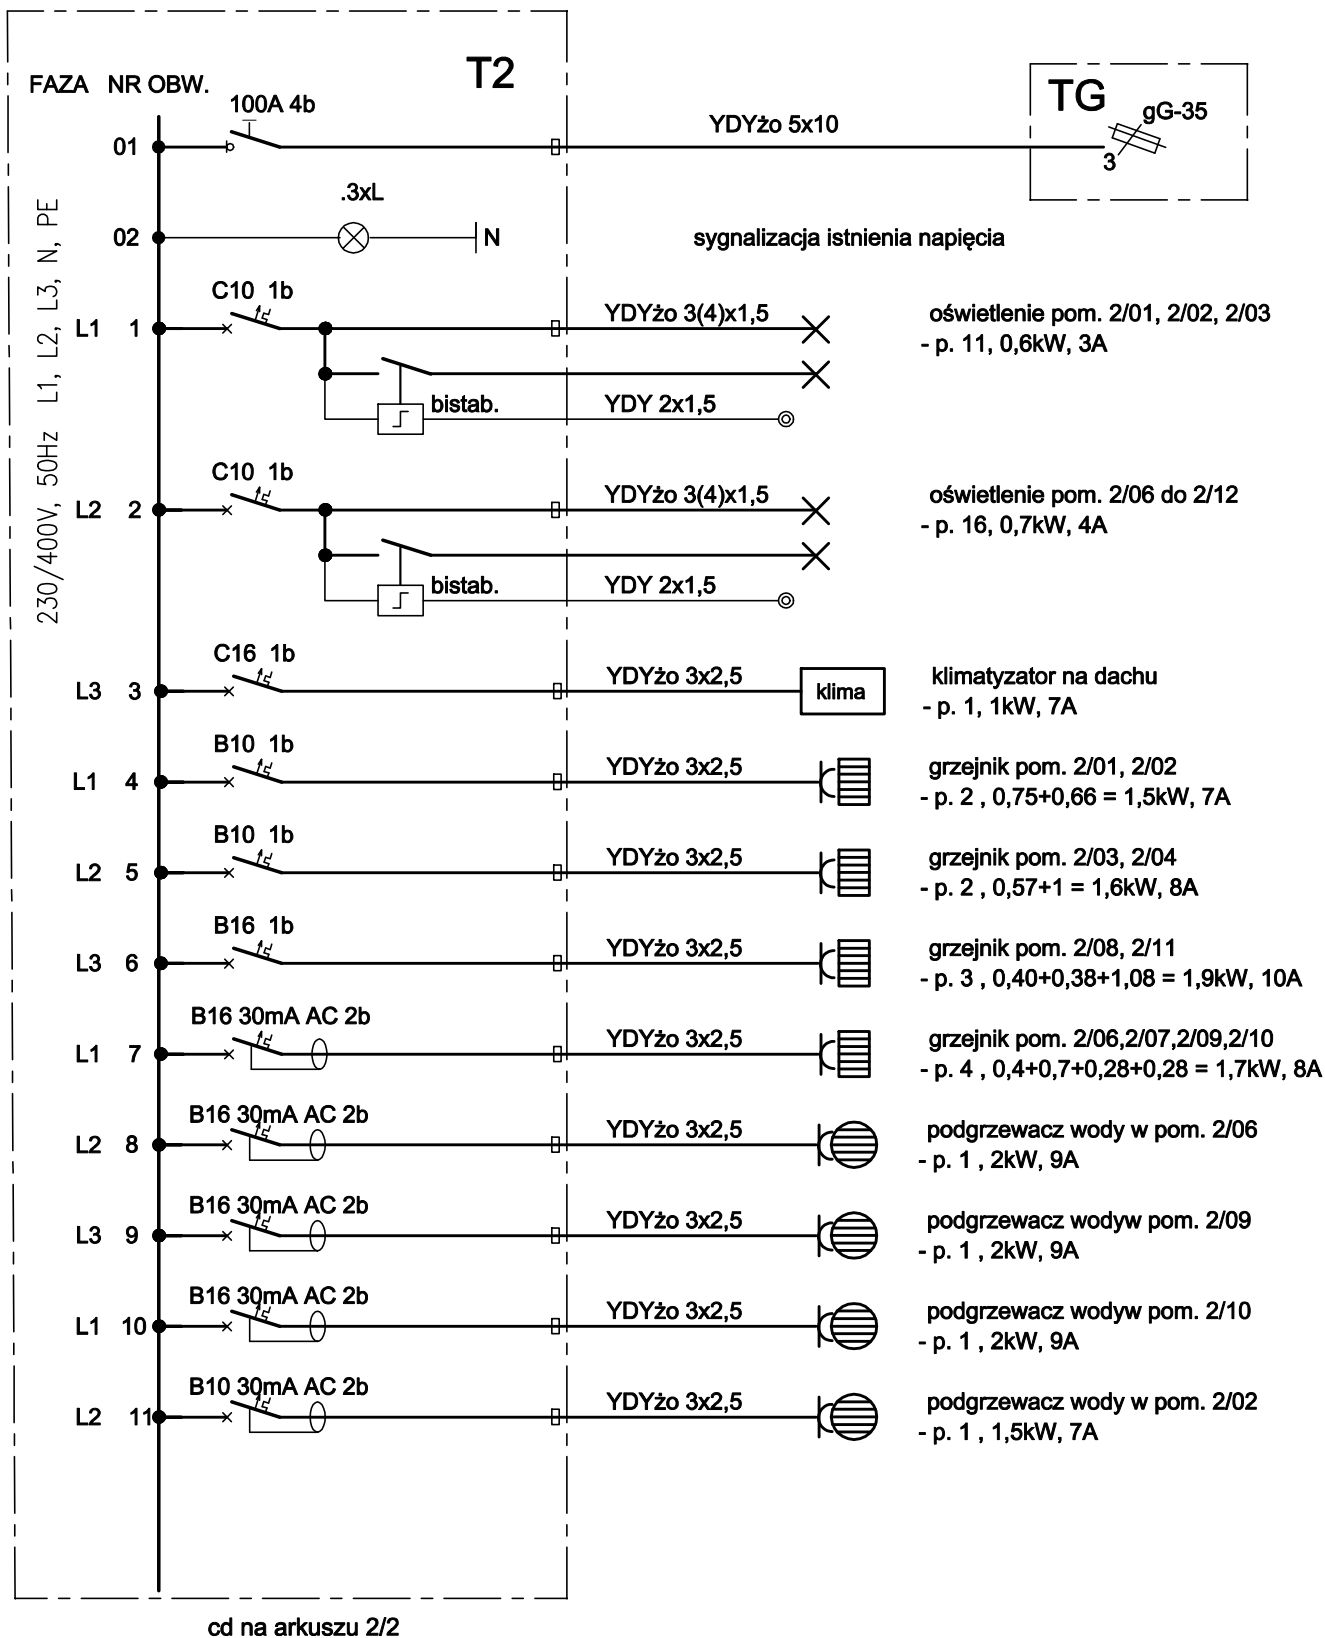 T2
FAZA NR OBW.
230/400V, 50Hz L1, L2, L3, N, PE
TG
gG-35
3
01 100A 4b YDYżo 5x10
02 .3xL N sygnalizacja istnienia napięcia
L1 1 C10 1b YDYżo 3(4)x1,5 oświetlenie pom. 2/01, 2/02, 2/03
- p. 11, 0,6kW, 3A
bistab. YDY 2x1,5
L2 2 C10 1b YDYżo 3(4)x1,5 oświetlenie pom. 2/06 do 2/12
- p. 16, 0,7kW, 4A
bistab. YDY 2x1,5
L3 3 C16 1b YDYżo 3x2,5 klima klimatyzator na dachu
- p. 1, 1kW, 7A
L1 4 B10 1b YDYżo 3x2,5 grzejnik pom. 2/01, 2/02
- p. 2 , 0,75+0,66 = 1,5kW, 7A
L2 5 B10 1b YDYżo 3x2,5 grzejnik pom. 2/03, 2/04
- p. 2 , 0,57+1 = 1,6kW, 8A
L3 6 B16 1b YDYżo 3x2,5 grzejnik pom. 2/08, 2/11
- p. 3 , 0,40+0,38+1,08 = 1,9kW, 10A
L1 7 B16 30mA AC 2b YDYżo 3x2,5 grzejnik pom. 2/06,2/07,2/09,2/10
- p. 4 , 0,4+0,7+0,28+0,28 = 1,7kW, 8A
L2 8 B16 30mA AC 2b YDYżo 3x2,5 podgrzewacz wody w pom. 2/06
- p. 1 , 2kW, 9A
L3 9 B16 30mA AC 2b YDYżo 3x2,5 podgrzewacz wodyw pom. 2/09
- p. 1 , 2kW, 9A
L1 10 B16 30mA AC 2b YDYżo 3x2,5 podgrzewacz wodyw pom. 2/10
- p. 1 , 2kW, 9A
L2 11 B10 30mA AC 2b YDYżo 3x2,5 podgrzewacz wody w pom. 2/02
- p. 1 , 1,5kW, 7A
cd na arkuszu 2/2